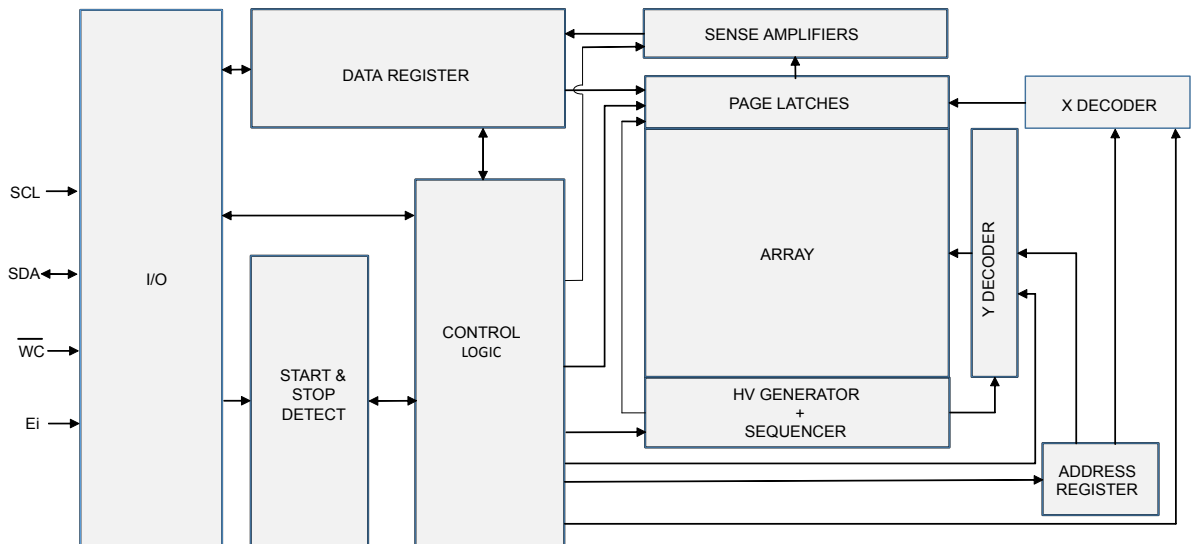 SENSE AMPLIFIERS
DATA REGISTER
PAGE LATCHES
X DECODER
SCL
SDA
I/O
ARRAY
Y DECODER
W̅C̅
CONTROL
LOGIC
START &
STOP
DETECT
HV GENERATOR
+
SEQUENCER
Ei
ADDRESS
REGISTER